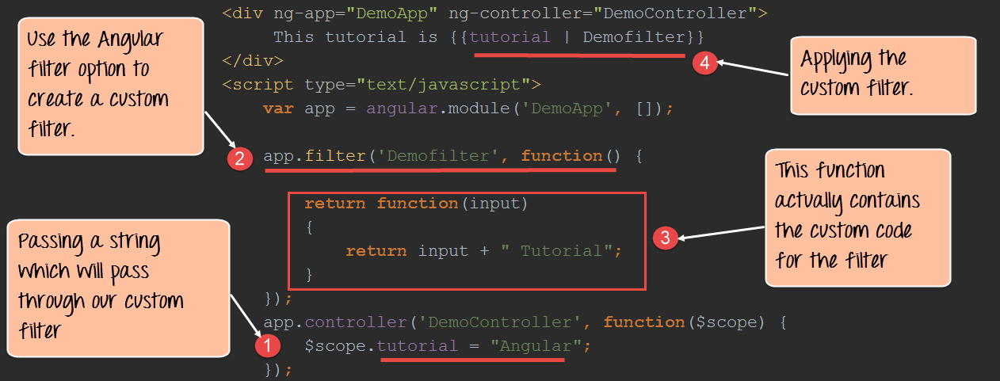 <div ng-app="DemoApp" ng-controller="DemoController">
This tutorial is {{tutorial | Demofilter}}
</div>
<script type="text/javascript">
var app = angular.module('DemoApp', []);
app.filter('Demofilter', function() {
return function(input)
{
return input + " Tutorial";
}
});
app.controller('DemoController', function($scope) {
$scope.tutorial = "Angular";
});
Use the Angular
filter option to
create a custom
filter.
2
Passing a string
which will pass
through our custom
filter
1
4
Applying the
custom filter.
3
This function
actually contains
the custom code
for the filter